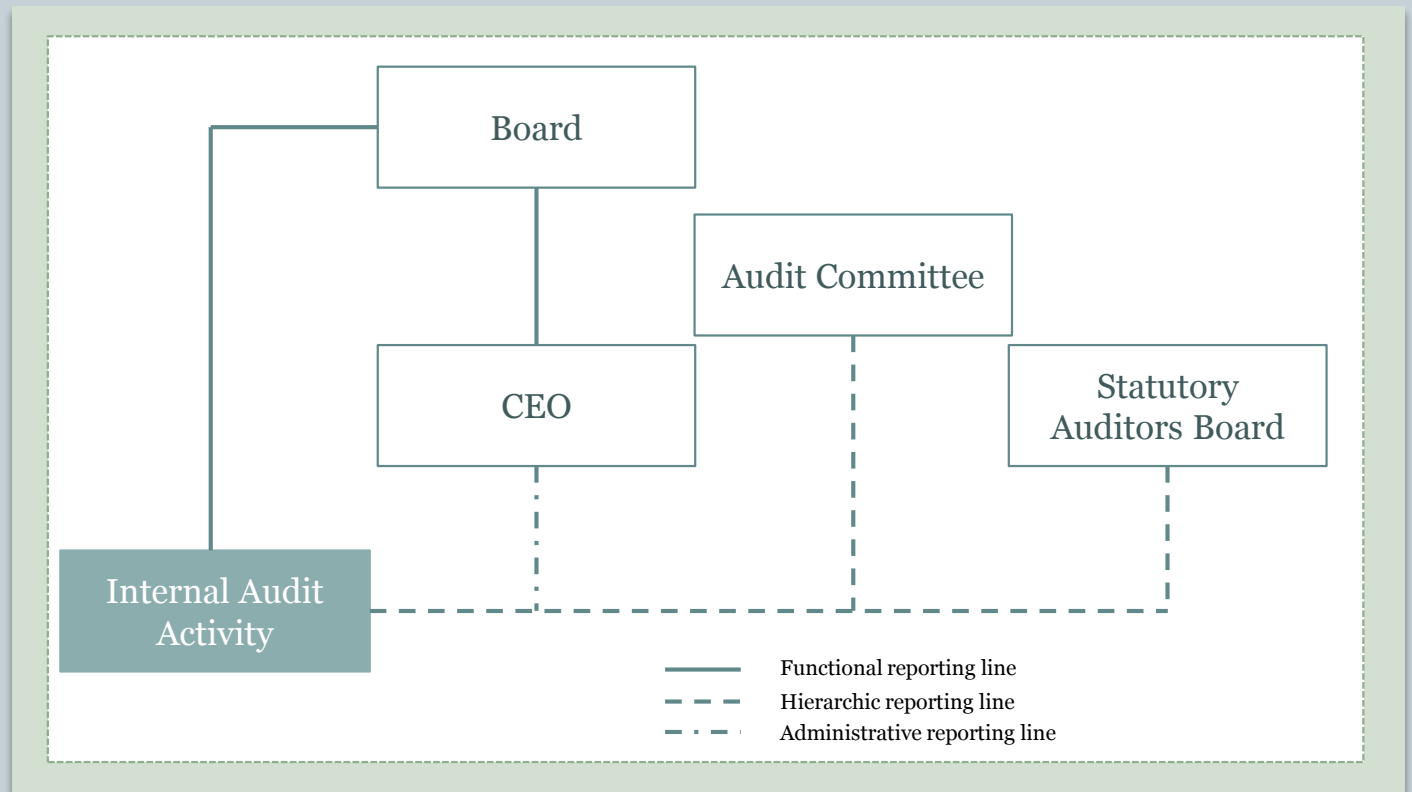 Board
Audit Committee
CEO
Statutory
Auditors Board
Internal Audit
Activity
Functional reporting line
Hierarchic reporting line
Administrative reporting line